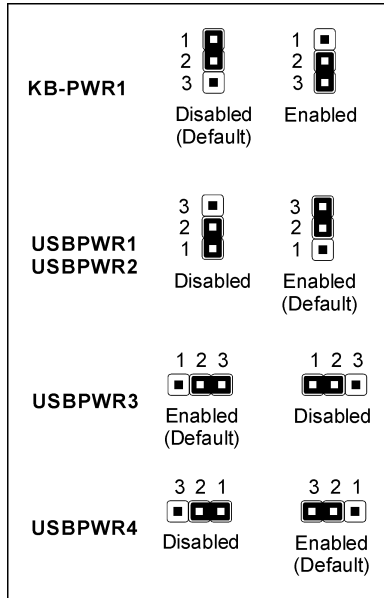 KB-PWR1
1
2
3
Disabled
(Default)
1
2
3
Enabled
USBPWR1
USBPWR2
3
2
1
Disabled
3
2
1
Enabled
(Default)
USBPWR3
1 2 3
Enabled
(Default)
1 2 3
Disabled
USBPWR4
3 2 1
Disabled
3 2 1
Enabled
(Default)